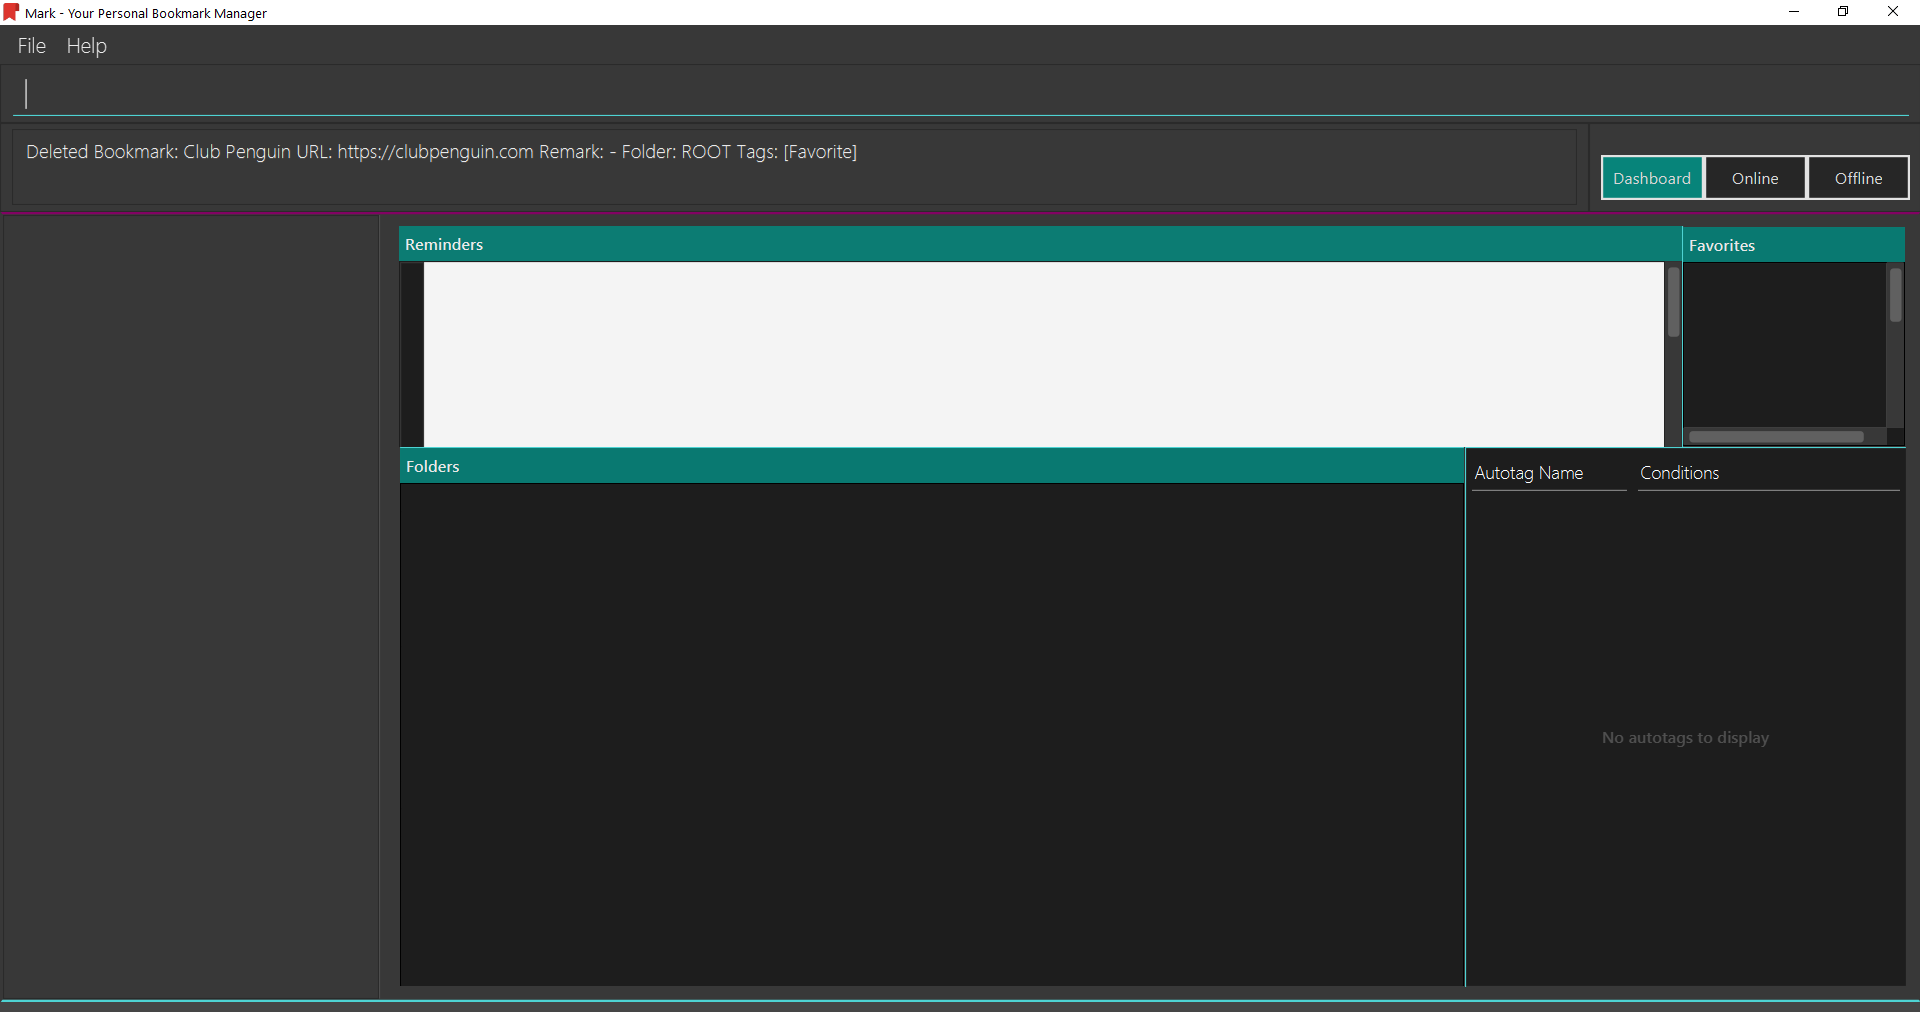 Mark - Your Personal Bookmark Manager
File Help
Deleted Bookmark: Club Penguin URL: https://clubpenguin.com Remark: - Folder: ROOT Tags: [Favorite]
Dashboard Online Offline
Reminders
Favorites
Folders
Autotag Name Conditions
No autotags to display